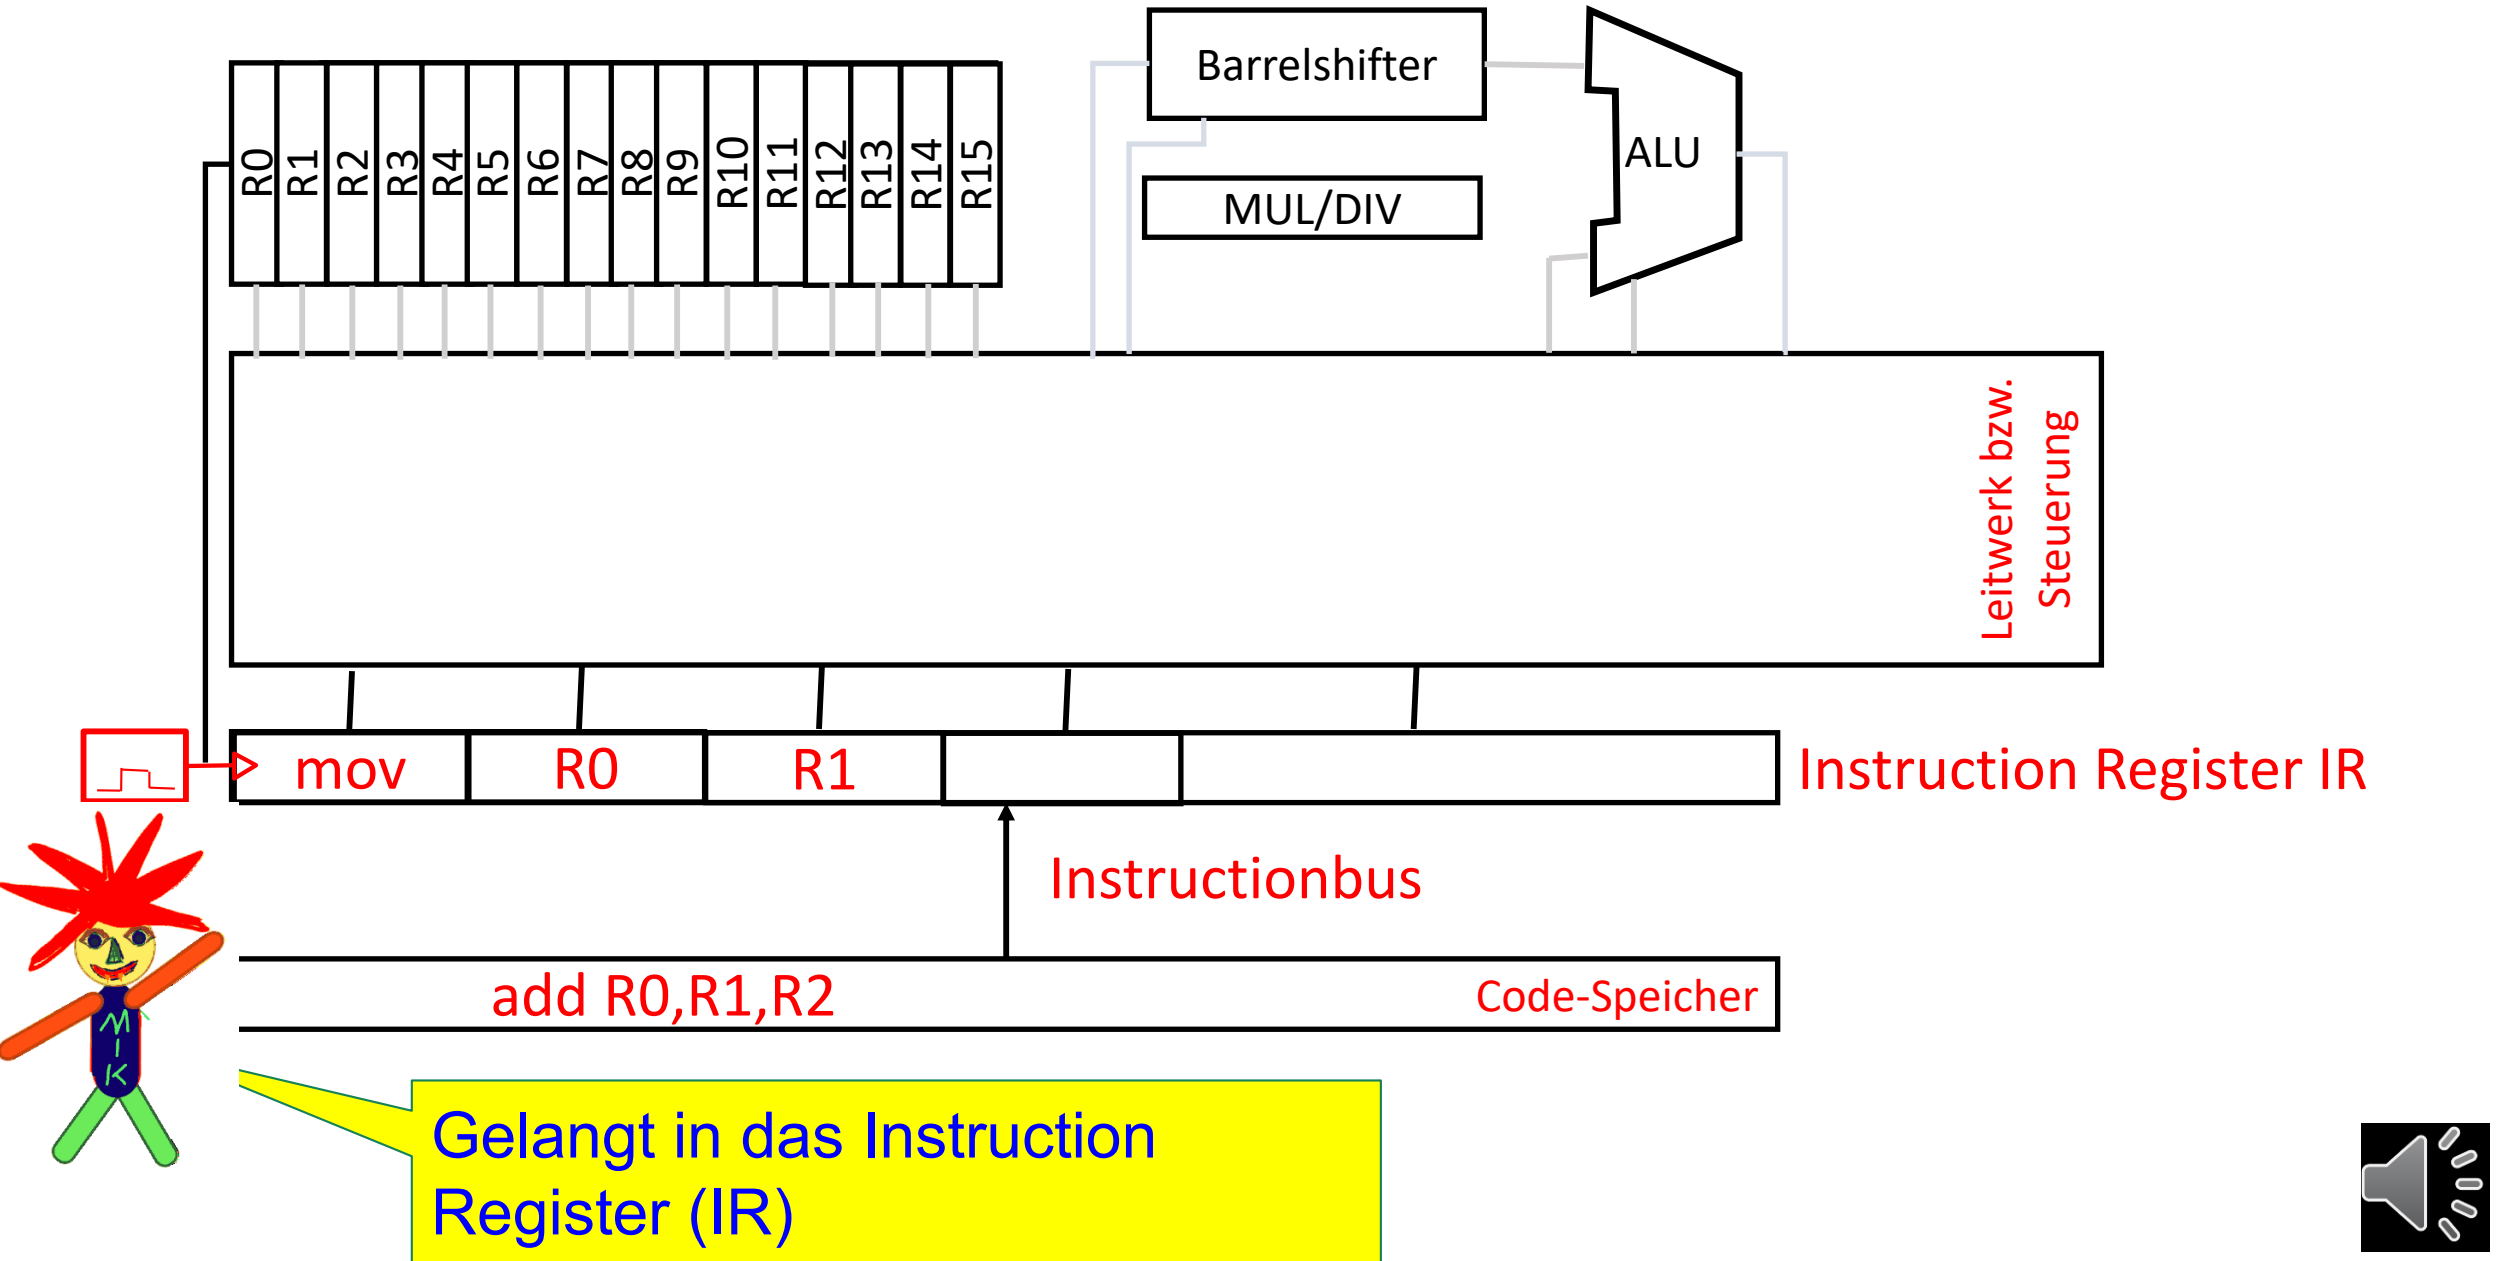 R0
R1
R2
R3
R4
R5
R6
R7
R8
R9
R10
R11
R12
R13
R14
R15
Barrelshifter
MUL/DIV
ALU
Leitwerk bzw.
Steuerung
mov
R0
R1
Instruction Register IR
Instructionbus
add R0,R1,R2
Code-Speicher
M
I
K
Gelangt in das Instruction
Register (IR)